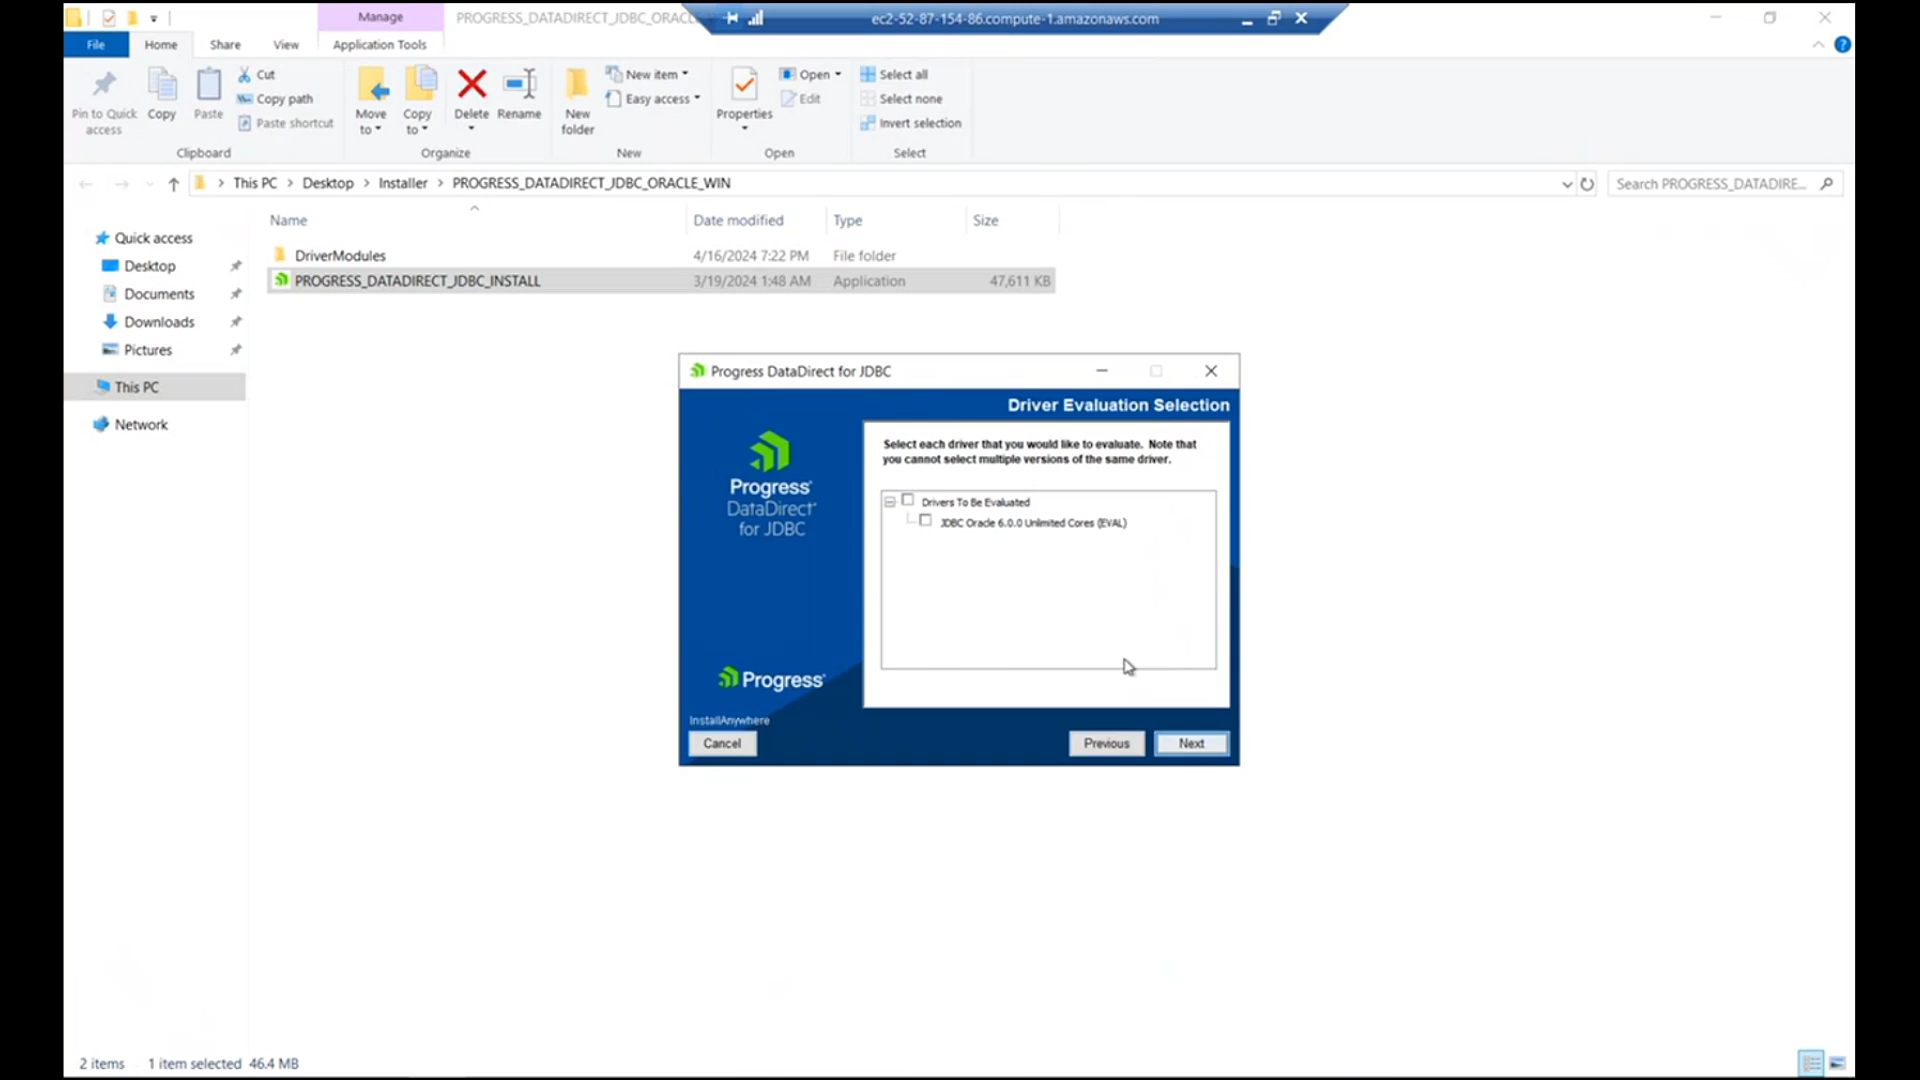 Manage
PROGRESS_DATADIRECT_JDBC_ORACLE_
ec2-52-87-154-86.compute-1.amazonaws.com
File
Home
Share
View
Application Tools
Pin to Quick access
Copy
Paste
Cut
Copy path
Paste shortcut
Clipboard
Move to
Copy to
Delete
Rename
Organize
New folder
New item
Easy access
New
Properties
Open
Edit
Open
Select all
Select none
Invert selection
Select
This PC > Desktop > Installer > PROGRESS_DATADIRECT_JDBC_ORACLE_WIN
Search PROGRESS_DATADIRE...
Name Date modified Type Size
DriverModules 4/16/2024 7:22 PM File folder
PROGRESS_DATADIRECT_JDBC_INSTALL 3/19/2024 1:48 AM Application 47,611 KB
Quick access
Desktop
Documents
Downloads
Pictures
This PC
Network
Progress DataDirect for JDBC
Driver Evaluation Selection
Progress
DataDirect
for JDBC
Select each driver that you would like to evaluate. Note that
you cannot select multiple versions of the same driver.
Drivers To Be Evaluated
JDBC Oracle 6.0.0 Unlimited Cores (EVAL)
Progress
InstallAnywhere
Cancel
Previous
Next
2 items 1 item selected 46.4 MB